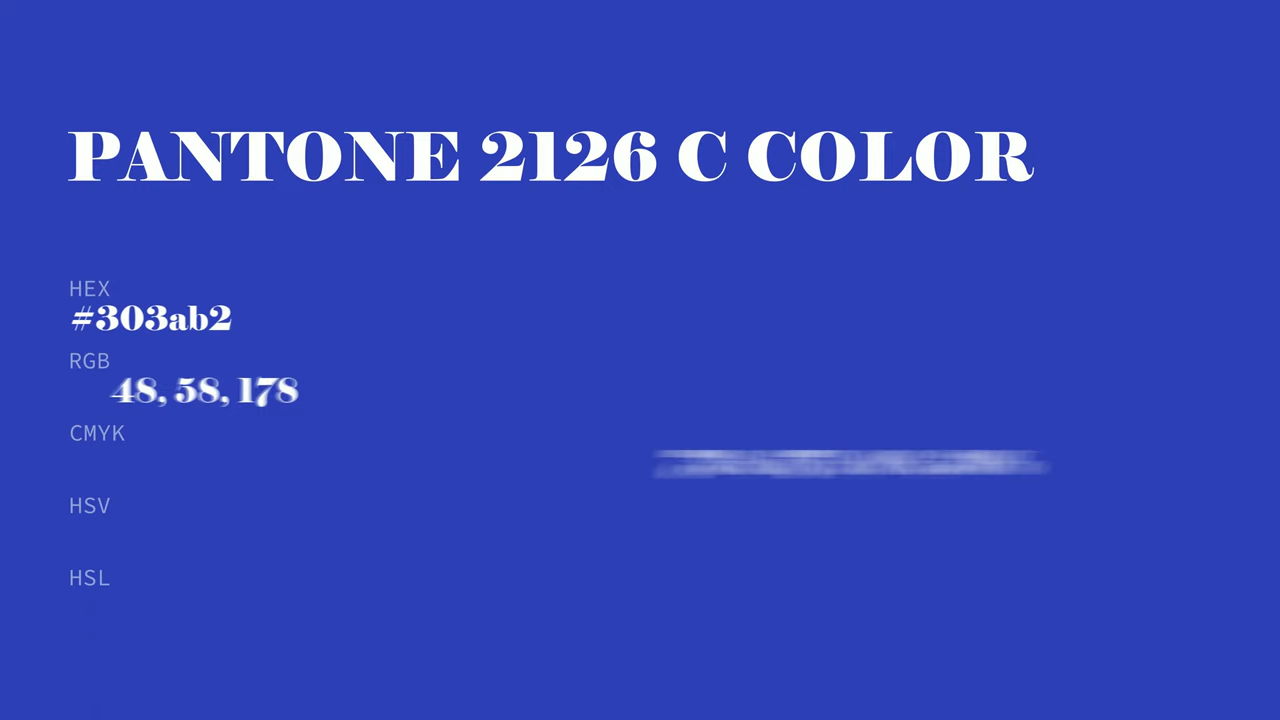 PANTONE 2126 C COLOR
HEX
#303ab2
RGB
48, 58, 178
CMYK
HSV
HSL